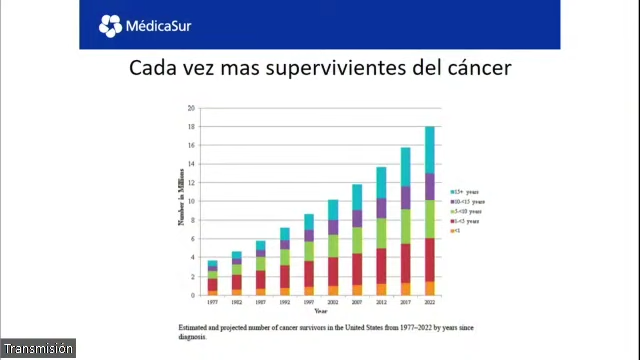 MédicaSur
Cada vez mas supervivientes del cáncer
20
18
16
14
12
10
8
6
4
2
0
Number in Millions
1977 1982 1987 1992 1997 2002 2007 2012 2017 2022
Year
15+ years
10-<15 years
5-<10 years
1-<5 years
<1
Estimated and projected number of cancer survivors in the United States from 1977–2022 by years since
diagnosis.
Transmisión